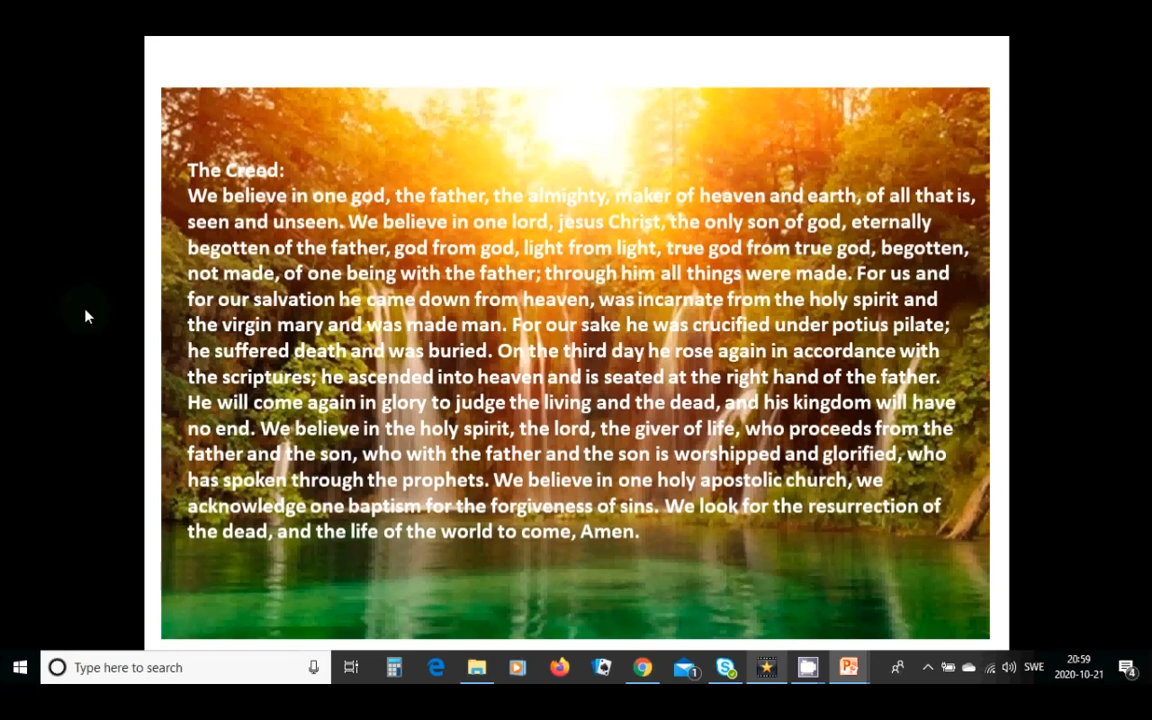 The Creed:
We believe in one god, the father, the almighty, maker of heaven and earth, of all that is,
seen and unseen. We believe in one lord, jesus Christ, the only son of god, eternally
begotten of the father, god from god, light from light, true god from true god, begotten,
not made, of one being with the father; through him all things were made. For us and
for our salvation he came down from heaven, was incarnate from the holy spirit and
the virgin mary and was made man. For our sake he was crucified under potius pilate;
he suffered death and was buried. On the third day he rose again in accordance with
the scriptures; he ascended into heaven and is seated at the right hand of the father.
He will come again in glory to judge the living and the dead, and his kingdom will have
no end. We believe in the holy spirit, the lord, the giver of life, who proceeds from the
father and the son, who with the father and the son is worshipped and glorified, who
has spoken through the prophets. We believe in one holy apostolic church, we
acknowledge one baptism for the forgiveness of sins. We look for the resurrection of
the dead, and the life of the world to come, Amen.
Type here to search
1
SWE
20:59
2020-10-21
4